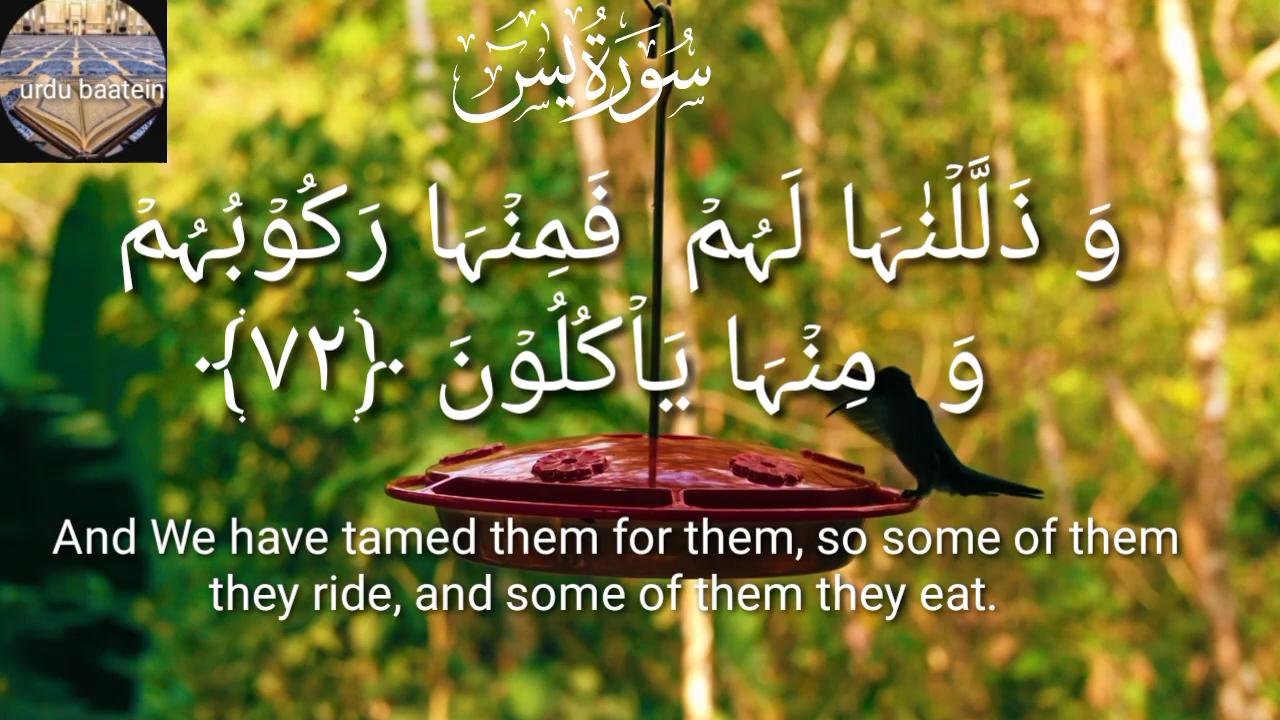 urdu baatein
سُوۡرَةُ يٰسٓ
وَ ذَلَّلۡنٰہَا لَہُمۡ فَمِنۡہَا رَکُوۡبُہُمۡ
وَ مِنۡہَا یَاۡکُلُوۡنَ ﴿۷۲﴾
And We have tamed them for them, so some of them
they ride, and some of them they eat.